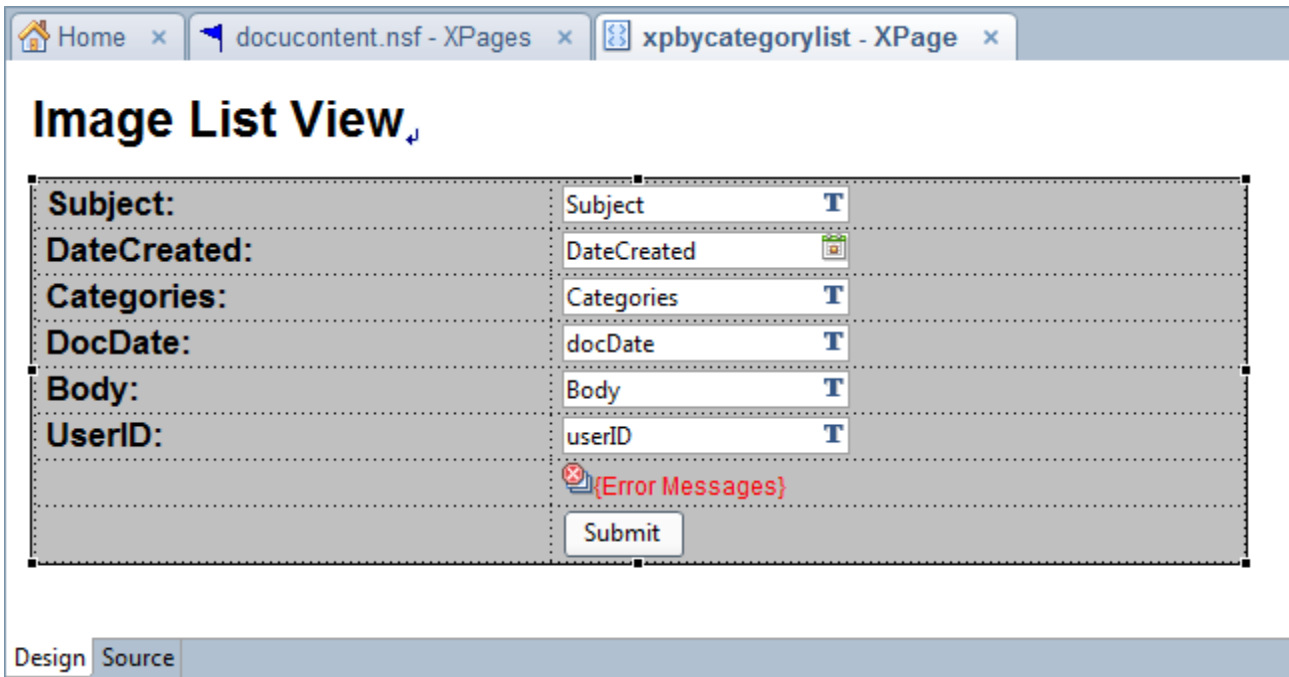 Home × docucontent.nsf - XPages × xpbycategorylist - XPage ×
Image List View
Subject: Subject T
DateCreated: DateCreated
Categories: Categories T
DocDate: docDate T
Body: Body T
UserID: userID T
{Error Messages}
Submit
Design Source